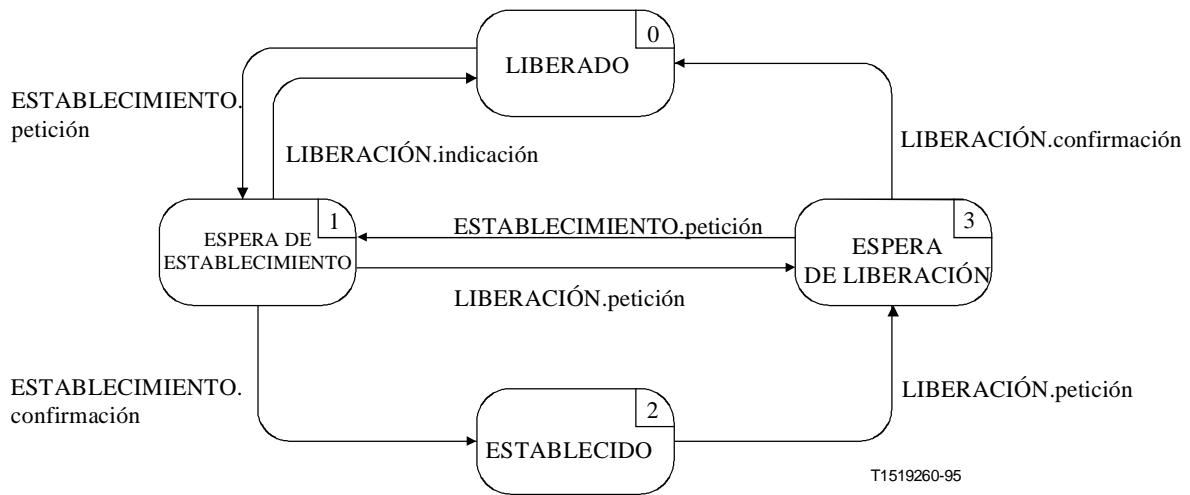 0
LIBERADO
ESTABLECIMIENTO.
petición
LIBERACIÓN.indicación
LIBERACIÓN.confirmación
1
ESPERA DE
ESTABLECIMIENTO
ESTABLECIMIENTO.petición
3
ESPERA
DE LIBERACIÓN
LIBERACIÓN.petición
ESTABLECIMIENTO.
confirmación
2
ESTABLECIDO
LIBERACIÓN.petición
T1519260-95